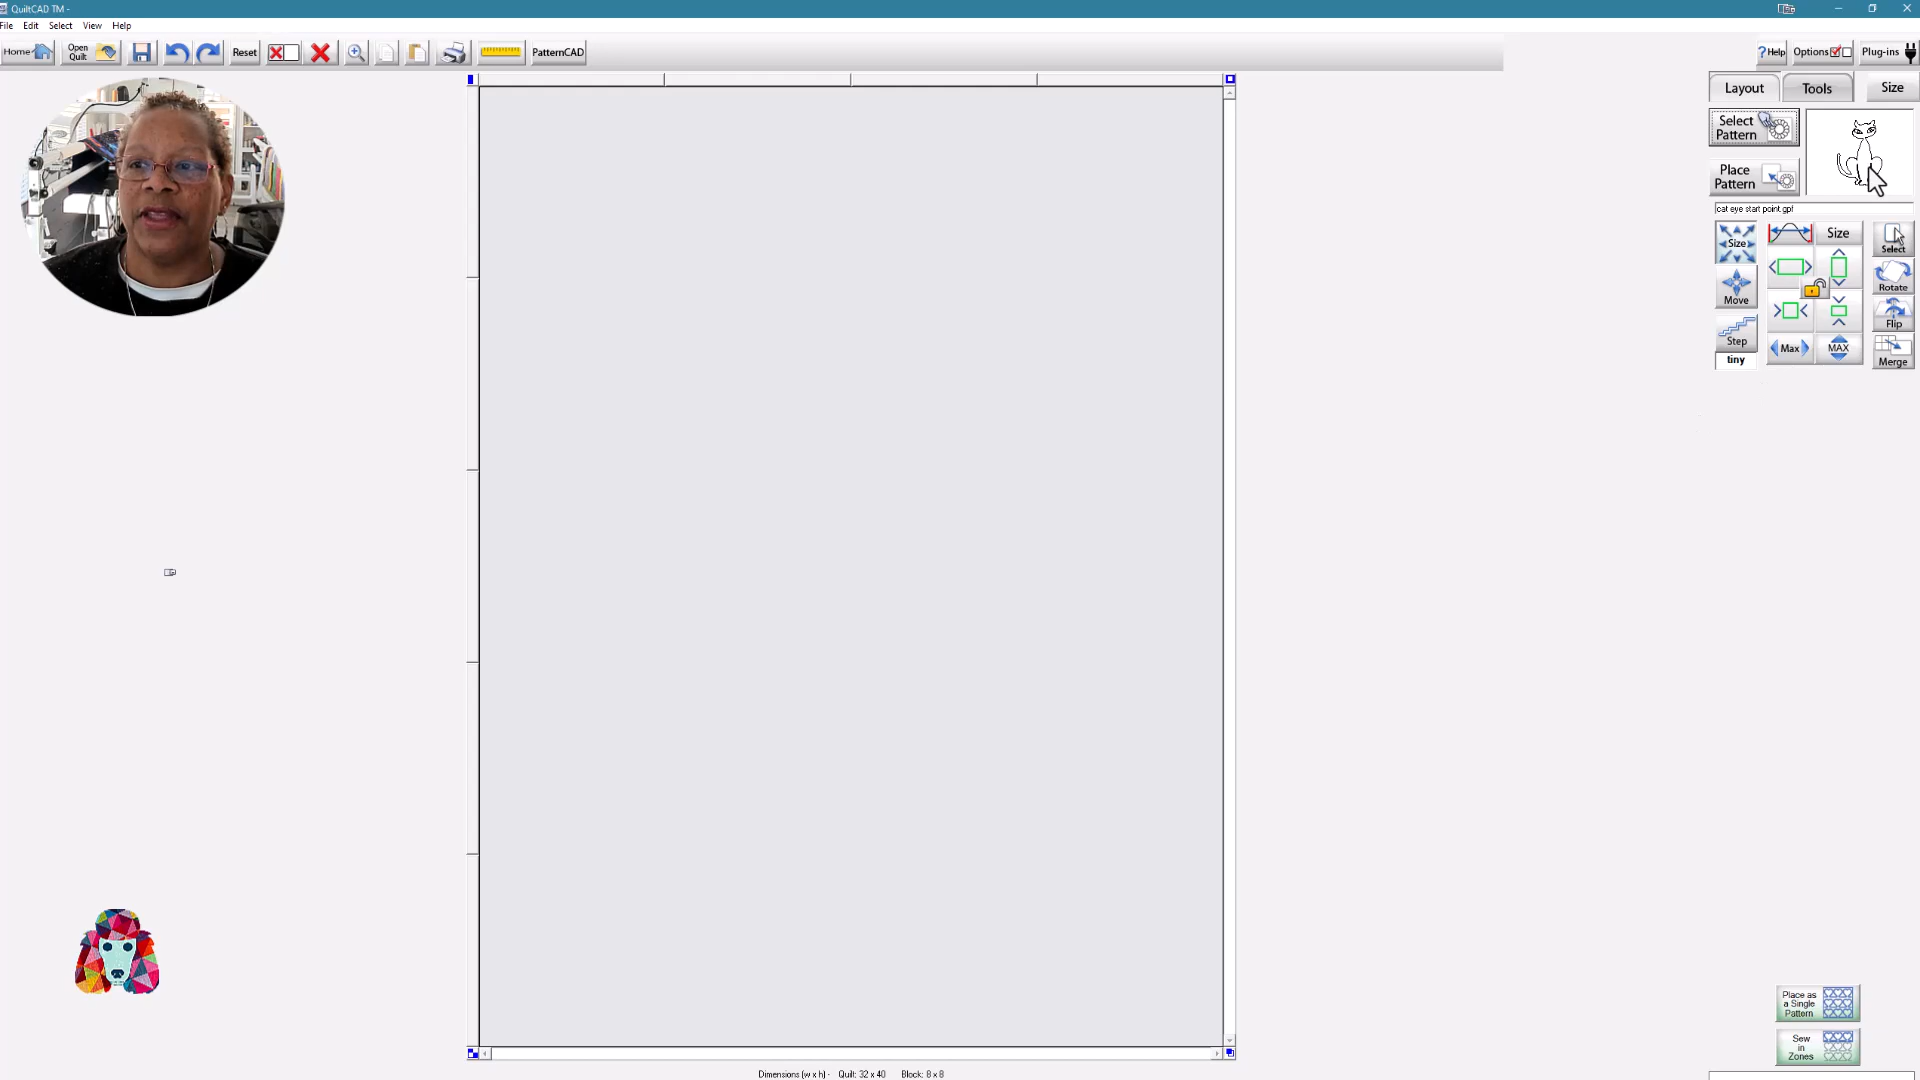 QuiltCAD TM -
File Edit Select View Help
Home Open Quilt Reset PatternCAD Help Options Plug-ins
Layout Tools Size
Select Pattern
Place Pattern
cat eye start point.gpf
Size Size Select
Move Rotate
Step Flip
tiny Max MAX Merge
Place as
a Single
Pattern
Sew
in
Zones
Dimensions (w x h) - Quilt: 32 x 40 Block: 8 x 8